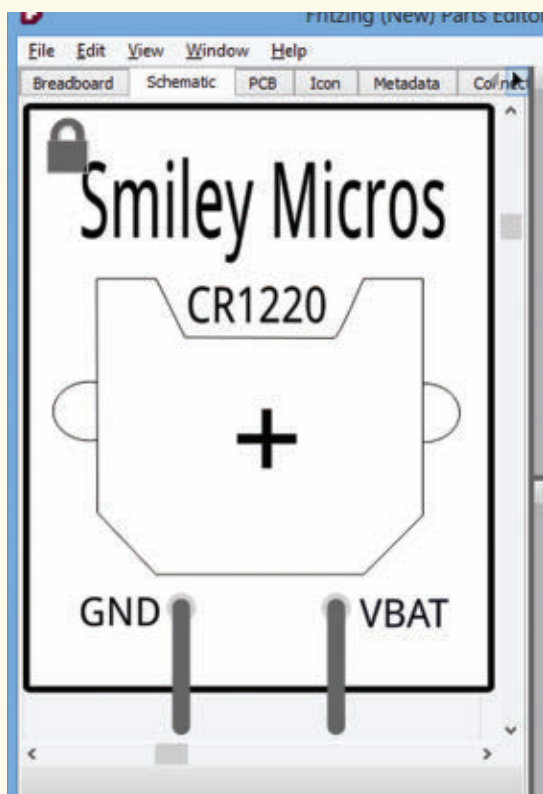 Fritzing (New) Parts Editor
File Edit View Window Help
Breadboard Schematic PCB Icon Metadata
Smiley Micros
CR1220
+
GND VBAT